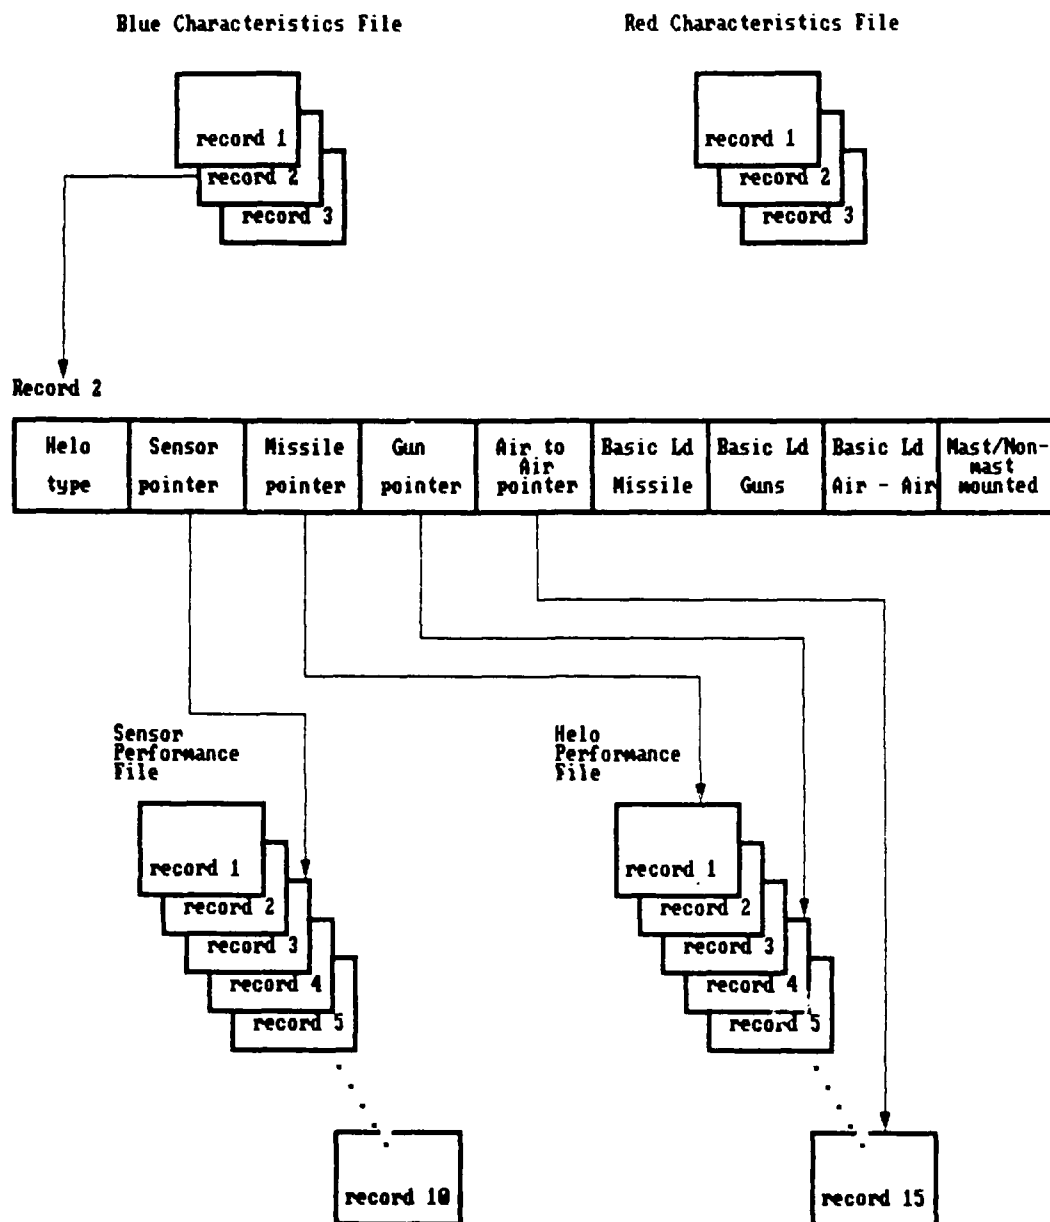 Blue Characteristics File
Red Characteristics File
record 1
record 2
record 3
record 1
record 2
record 3
Record 2
Helo
type
Sensor
pointer
Missile
pointer
Gun
pointer
Air to
Air
pointer
Basic Ld
Missile
Basic Ld
Guns
Basic Ld
Air - Air
Mast/Non-
mast
mounted
Sensor
Performance
File
Helo
Performance
File
record 1
record 2
record 3
record 4
record 5
record 10
record 1
record 2
record 3
record 4
record 5
record 15